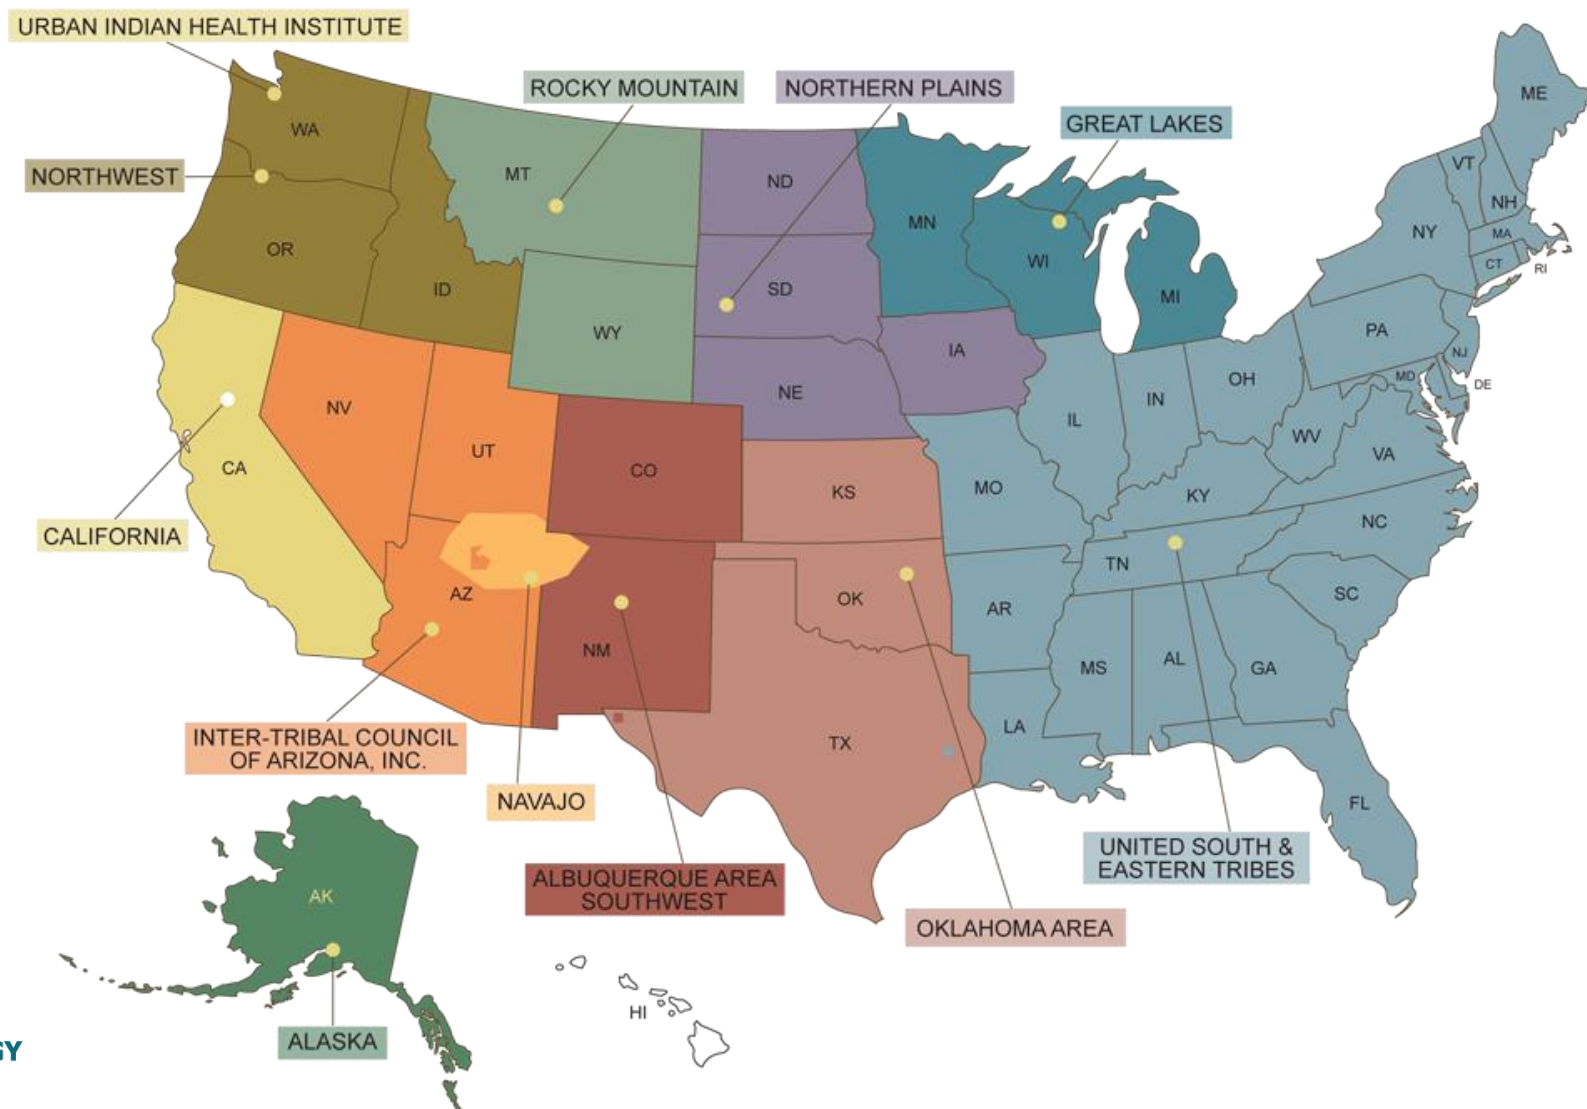 URBAN INDIAN HEALTH INSTITUTE
ROCKY MOUNTAIN
NORTHERN PLAINS
GREAT LAKES
NORTHWEST
WA
OR
ID
MT
WY
ND
SD
NE
IA
MN
WI
MI
ME
VT
NH
NY
MA
CT
RI
PA
NJ
MD
DE
OH
IN
IL
WV
VA
KY
NC
TN
SC
MO
AR
MS
AL
GA
LA
FL
KS
OK
TX
CO
NM
NV
UT
AZ
CA
CALIFORNIA
INTER-TRIBAL COUNCIL
OF ARIZONA, INC.
NAVAJO
ALBUQUERQUE AREA
SOUTHWEST
OKLAHOMA AREA
UNITED SOUTH &
EASTERN TRIBES
AK
ALASKA
HI
GY